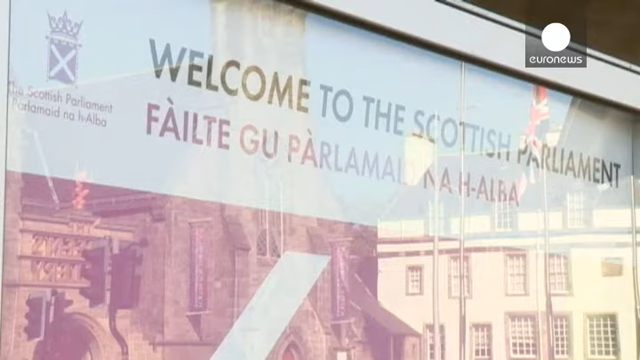 The Scottish Parliament
Pàrlamaid na h-Alba
WELCOME TO THE SCOTTISH PARLIAMENT
FÀILTE GU PÀRLAMAID NA H-ALBA
euronews